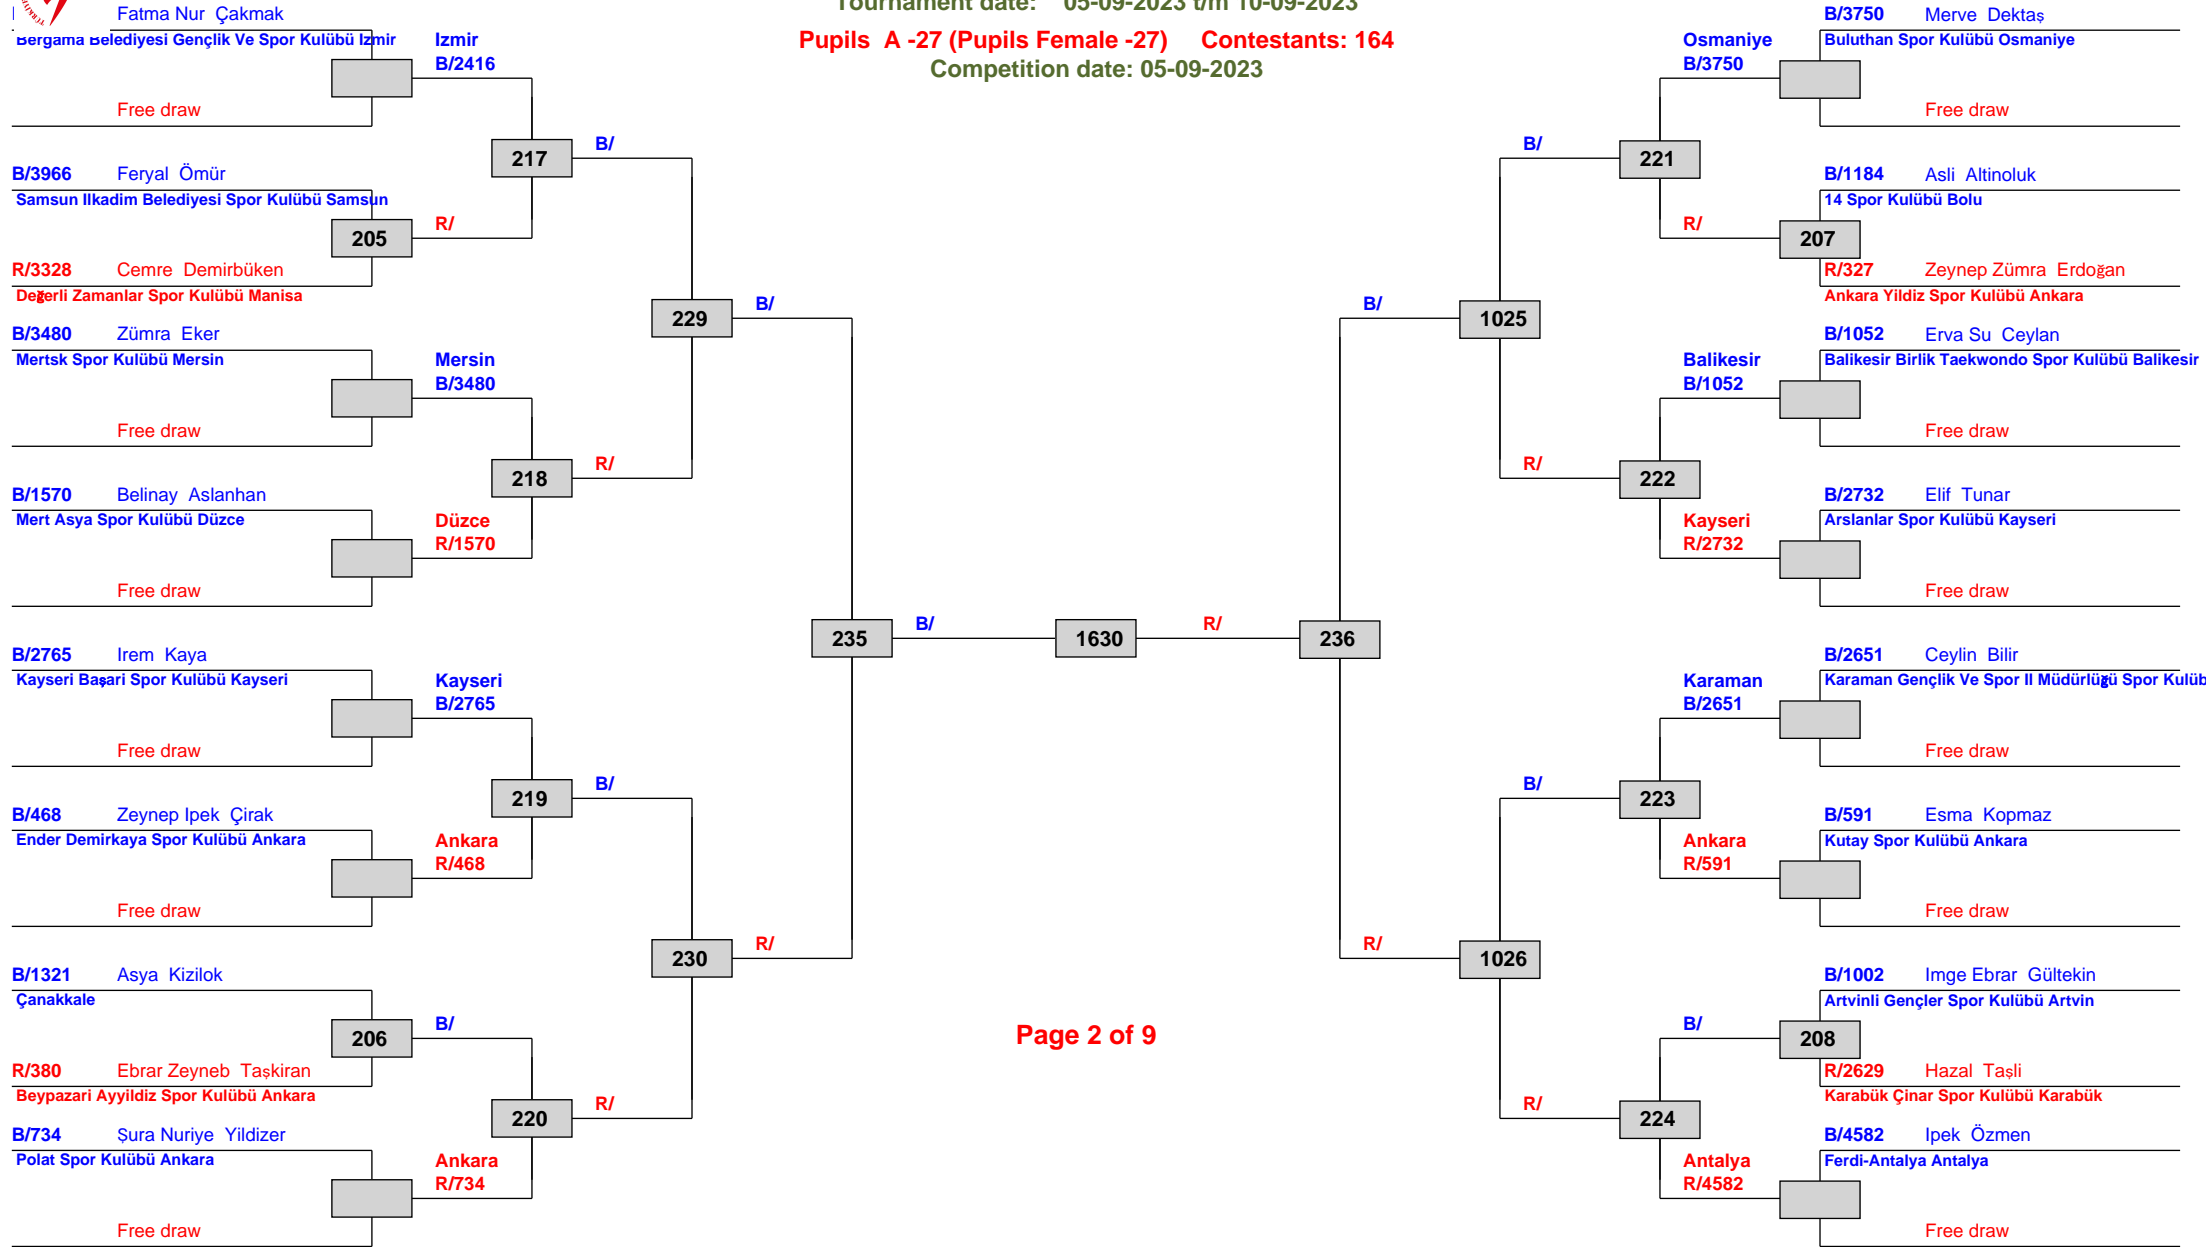 Tournament date: 05-09-2023 t/m 10-09-2023
Pupils A -27 (Pupils Female -27) Contestants: 164
Competition date: 05-09-2023
Fatma Nur Çakmak
Bergama Belediyesi Gençlik Ve Spor Kulübü Izmir
Izmir
B/2416
Free draw
217
B/
B/3966 Feryal Ömür
Samsun Ilkadim Belediyesi Spor Kulübü Samsun
205
R/
R/3328 Cemre Demirbüken
Değerli Zamanlar Spor Kulübü Manisa
229
B/
B/3480 Zümra Eker
Mertsk Spor Kulübü Mersin
Mersin
B/3480
Free draw
218
R/
B/1570 Belinay Aslanhan
Mert Asya Spor Kulübü Düzce
Düzce
R/1570
Free draw
235
B/
1630
R/
236
B/2765 Irem Kaya
Kayseri Başari Spor Kulübü Kayseri
Kayseri
B/2765
Free draw
219
B/
B/468 Zeynep Ipek Çirak
Ender Demirkaya Spor Kulübü Ankara
Ankara
R/468
Free draw
230
R/
B/1321 Asya Kizilok
Çanakkale
206
B/
R/380 Ebrar Zeyneb Taşkiran
Beypazari Ayyildiz Spor Kulübü Ankara
220
R/
B/734 Şura Nuriye Yildizer
Polat Spor Kulübü Ankara
Ankara
R/734
Free draw
Page 2 of 9
B/3750 Merve Dektaş
Buluthan Spor Kulübü Osmaniye
Osmaniye
B/3750
Free draw
B/
221
B/1184 Asli Altinoluk
14 Spor Kulübü Bolu
R/
207
R/327 Zeynep Zümra Erdoğan
Ankara Yildiz Spor Kulübü Ankara
B/
1025
B/1052 Erva Su Ceylan
Balikesir Birlik Taekwondo Spor Kulübü Balikesir
Balikesir
B/1052
Free draw
R/
222
B/2732 Elif Tunar
Arslanlar Spor Kulübü Kayseri
Kayseri
R/2732
Free draw
B/2651 Ceylin Bilir
Karaman Gençlik Ve Spor Il Müdürlüğü Spor Kulüb
Karaman
B/2651
Free draw
B/
223
B/591 Esma Kopmaz
Kutay Spor Kulübü Ankara
Ankara
R/591
Free draw
R/
1026
B/1002 Imge Ebrar Gültekin
Artvinli Gençler Spor Kulübü Artvin
B/
208
R/2629 Hazal Taşli
Karabük Çinar Spor Kulübü Karabük
R/
224
B/4582 Ipek Özmen
Ferdi-Antalya Antalya
Antalya
R/4582
Free draw